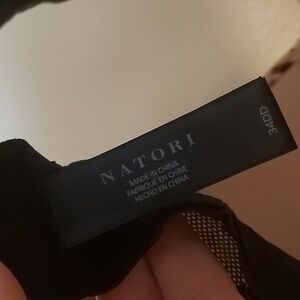 NATORI
MADE IN CHINA
FABRIQUÉ EN CHINE
HECHO EN CHINA
34DD